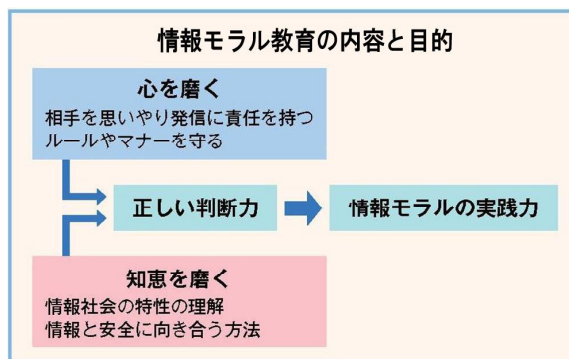 情報モラル教育の内容と目的
心を磨く
相手を思いやり発信に責任を持つ
ルールやマナーを守る
正しい判断力
情報モラルの実践力
知恵を磨く
情報社会の特性の理解
情報と安全に向き合う方法